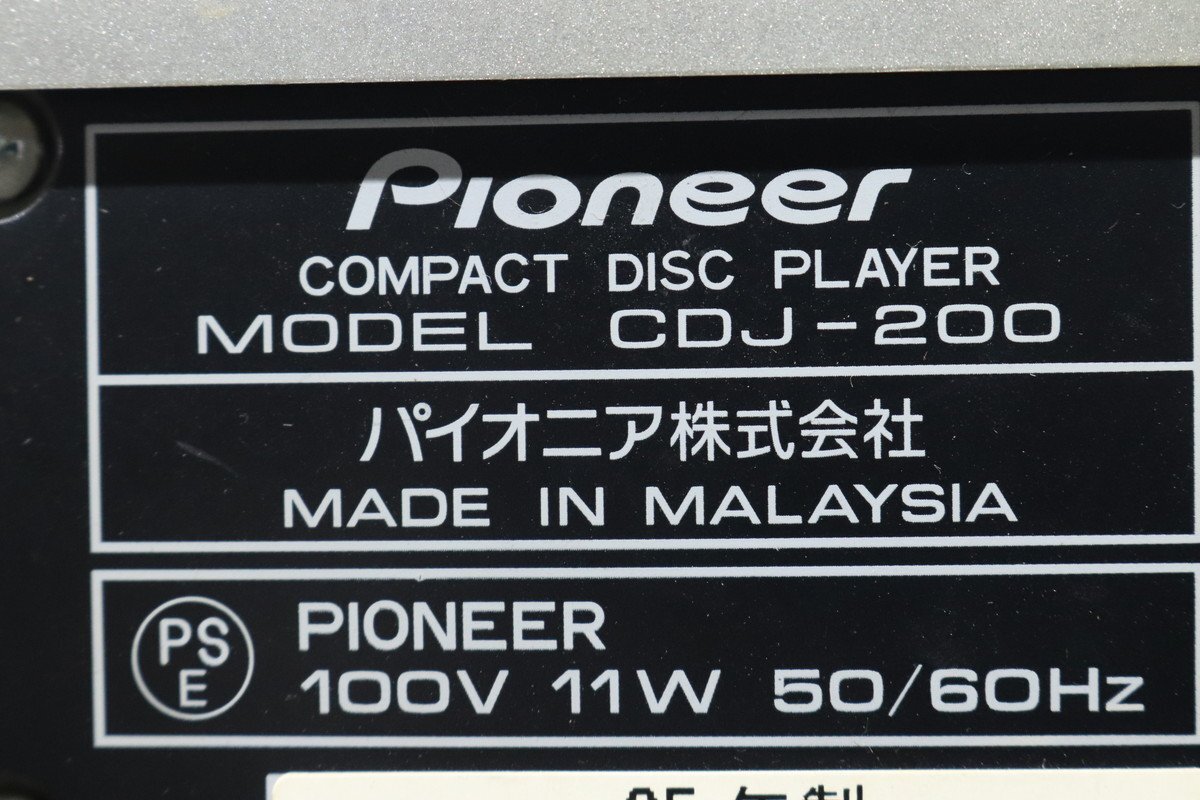 Pioneer
COMPACT DISC PLAYER
MODEL CDJ-200
パイオニア株式会社
MADE IN MALAYSIA
PS
E
PIONEER
100V 11W 50/60Hz